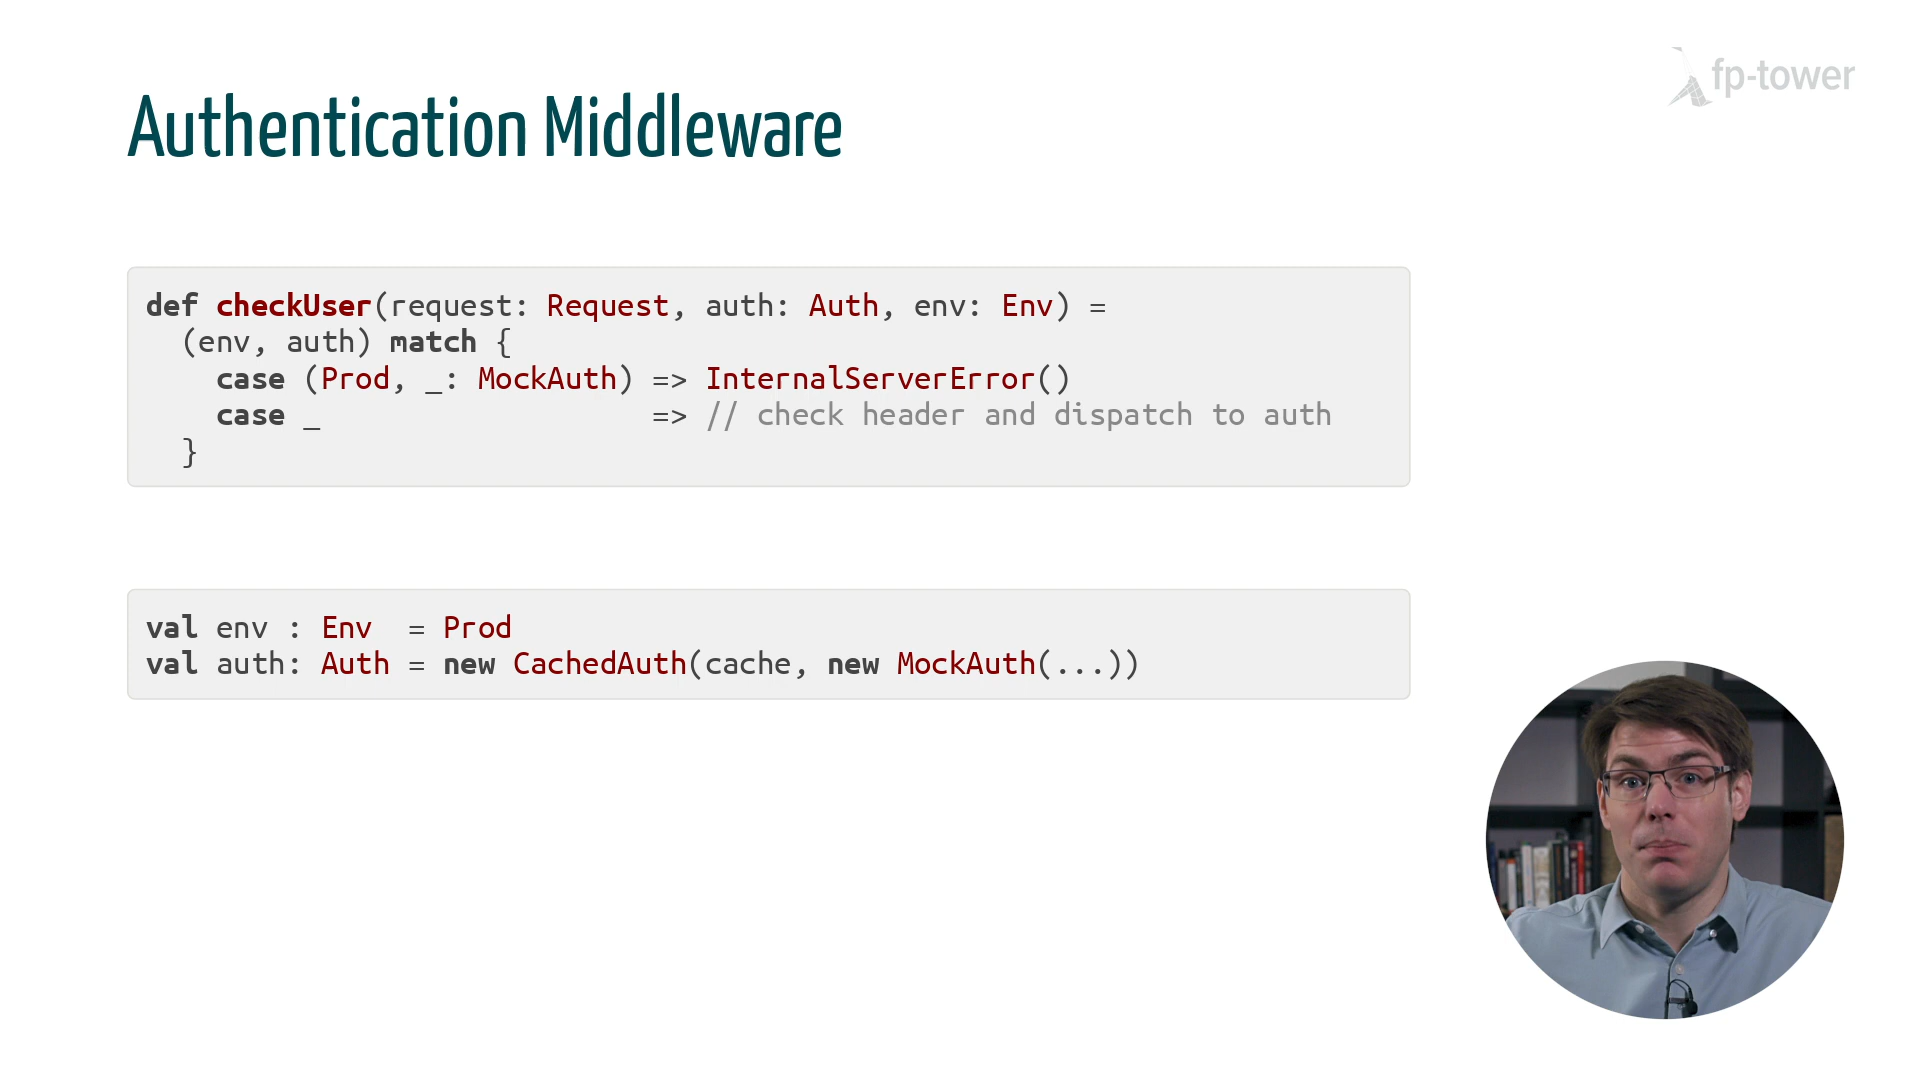 fp-tower
Authentication Middleware
def checkUser(request: Request, auth: Auth, env: Env) =
  (env, auth) match {
    case (Prod, _: MockAuth) => InternalServerError()
    case _                   => // check header and dispatch to auth
  }
val env : Env  = Prod
val auth: Auth = new CachedAuth(cache, new MockAuth(...))